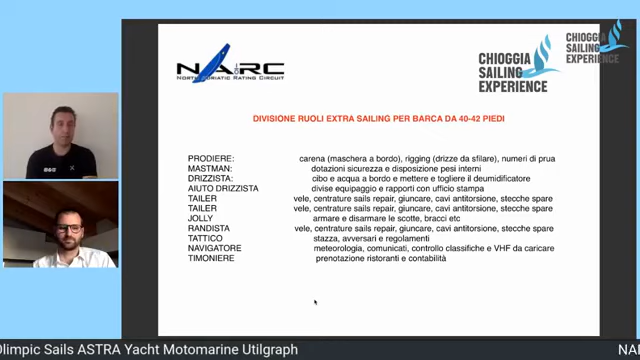 NARC
NORTH ADRIATIC RATING CIRCUIT
CHIOGGIA
SAILING
EXPERIENCE
CHIOGGIA
SAILING
EXPERIENCE
DIVISIONE RUOLI EXTRA SAILING PER BARCA DA 40-42 PIEDI
PRODIERE: carena (maschera a bordo), rigging (drizze da sfilare), numeri di prua
MASTMAN: dotazioni sicurezza e disposizione pesi interni
DRIZZISTA: cibo e acqua a bordo e mettere e togliere il deumidificatore
AIUTO DRIZZISTA divise equipaggio e rapporti con ufficio stampa
TAILER vele, centrature sails repair, giuncare, cavi antitorsione, stecche spare
TAILER vele, centrature sails repair, giuncare, cavi antitorsione, stecche spare
JOLLY armare e disarmare le scotte, bracci etc
RANDISTA vele, centrature sails repair, giuncare, cavi antitorsione, stecche spare
TATTICO stazza, avversari e regolamenti
NAVIGATORE meteorologia, comunicati, controllo classifiche e VHF da caricare
TIMONIERE prenotazione ristoranti e contabilità
Olimpic Sails ASTRA Yacht Motomarine Utilgraph